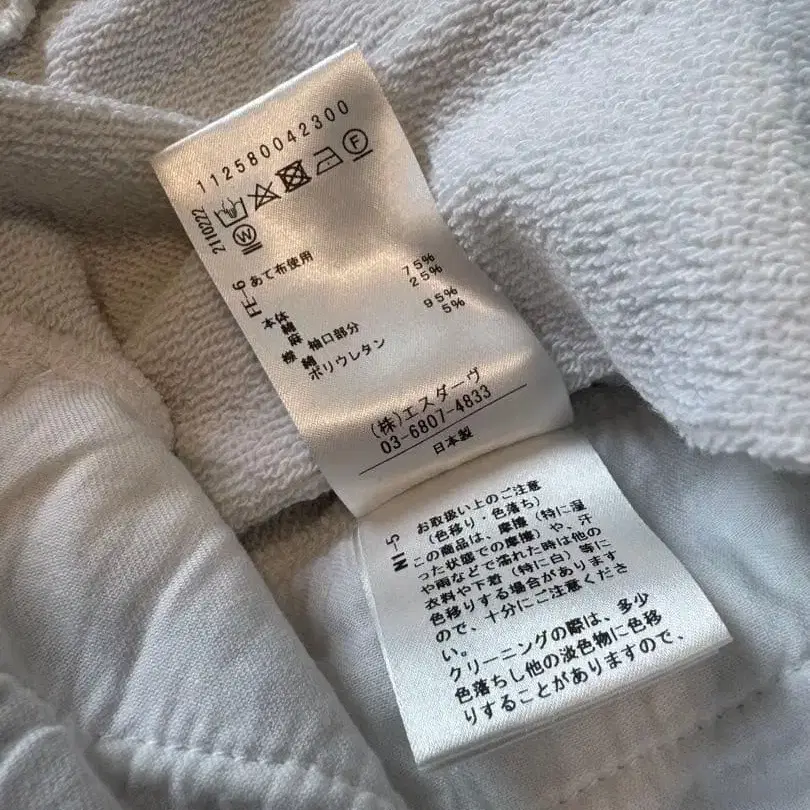 112580042300
F
2110222
W
FF-6 あて布使用
本体
綿 75%
麻 25%
襟 袖口部分
綿 95%
ポリウレタン 5%
(株)エスダーヴ
03-6807-4833
日本製
N1-5
お取扱い上のご注意
(色移り・色落ち)
この商品は、摩擦(特に湿
った状態での摩擦)や、汗
や雨などで濡れた時は他の
衣料や下着(特に白)等に
色移りする場合があります
ので、十分にご注意くださ
い。
クリーニングの際は、多少
色落ちし他の淡色物に色移
りすることがありますので、